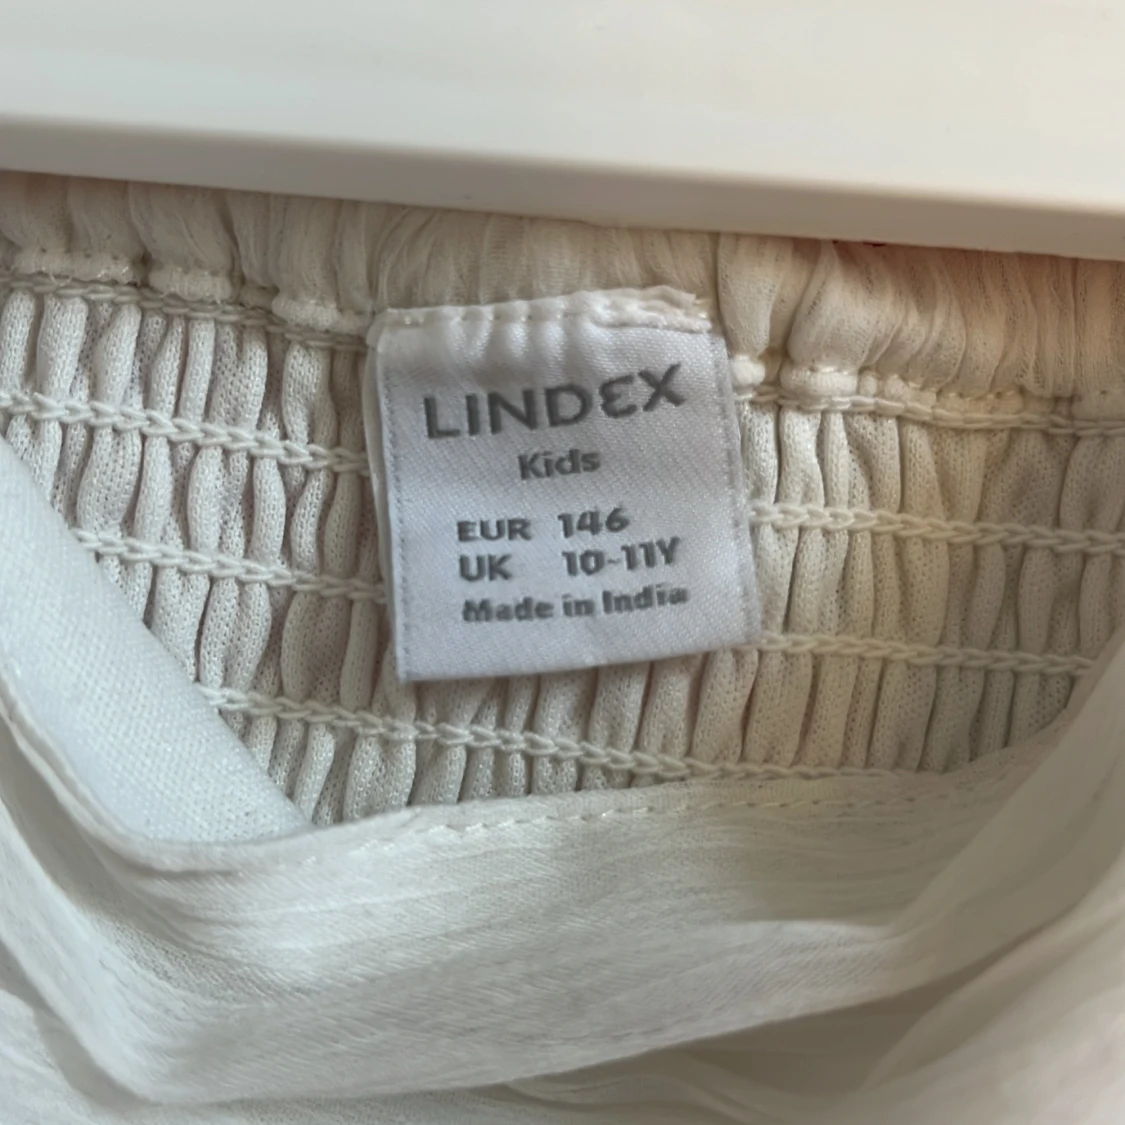 LINDEX
Kids
EUR 146
UK 10-11Y
Made in India